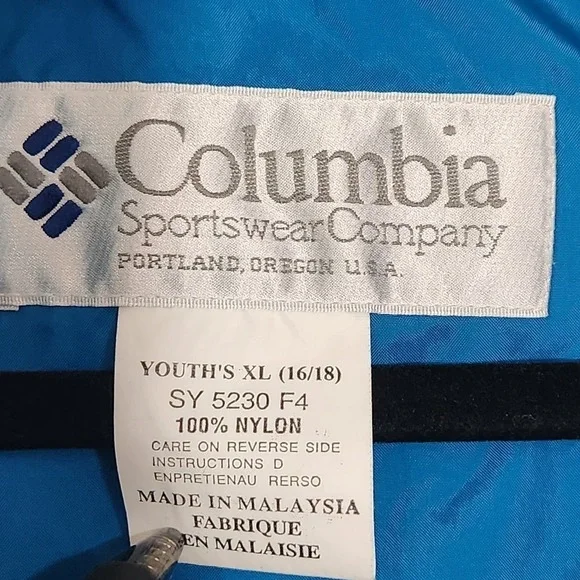 Columbia
Sportswear Company
PORTLAND, OREGON U.S.A.
YOUTH'S XL (16/18)
SY 5230 F4
100% NYLON
CARE ON REVERSE SIDE
INSTRUCTIONS D
ENPRETIENAU RERSO
MADE IN MALAYSIA
FABRIQUE
EN MALAISIE